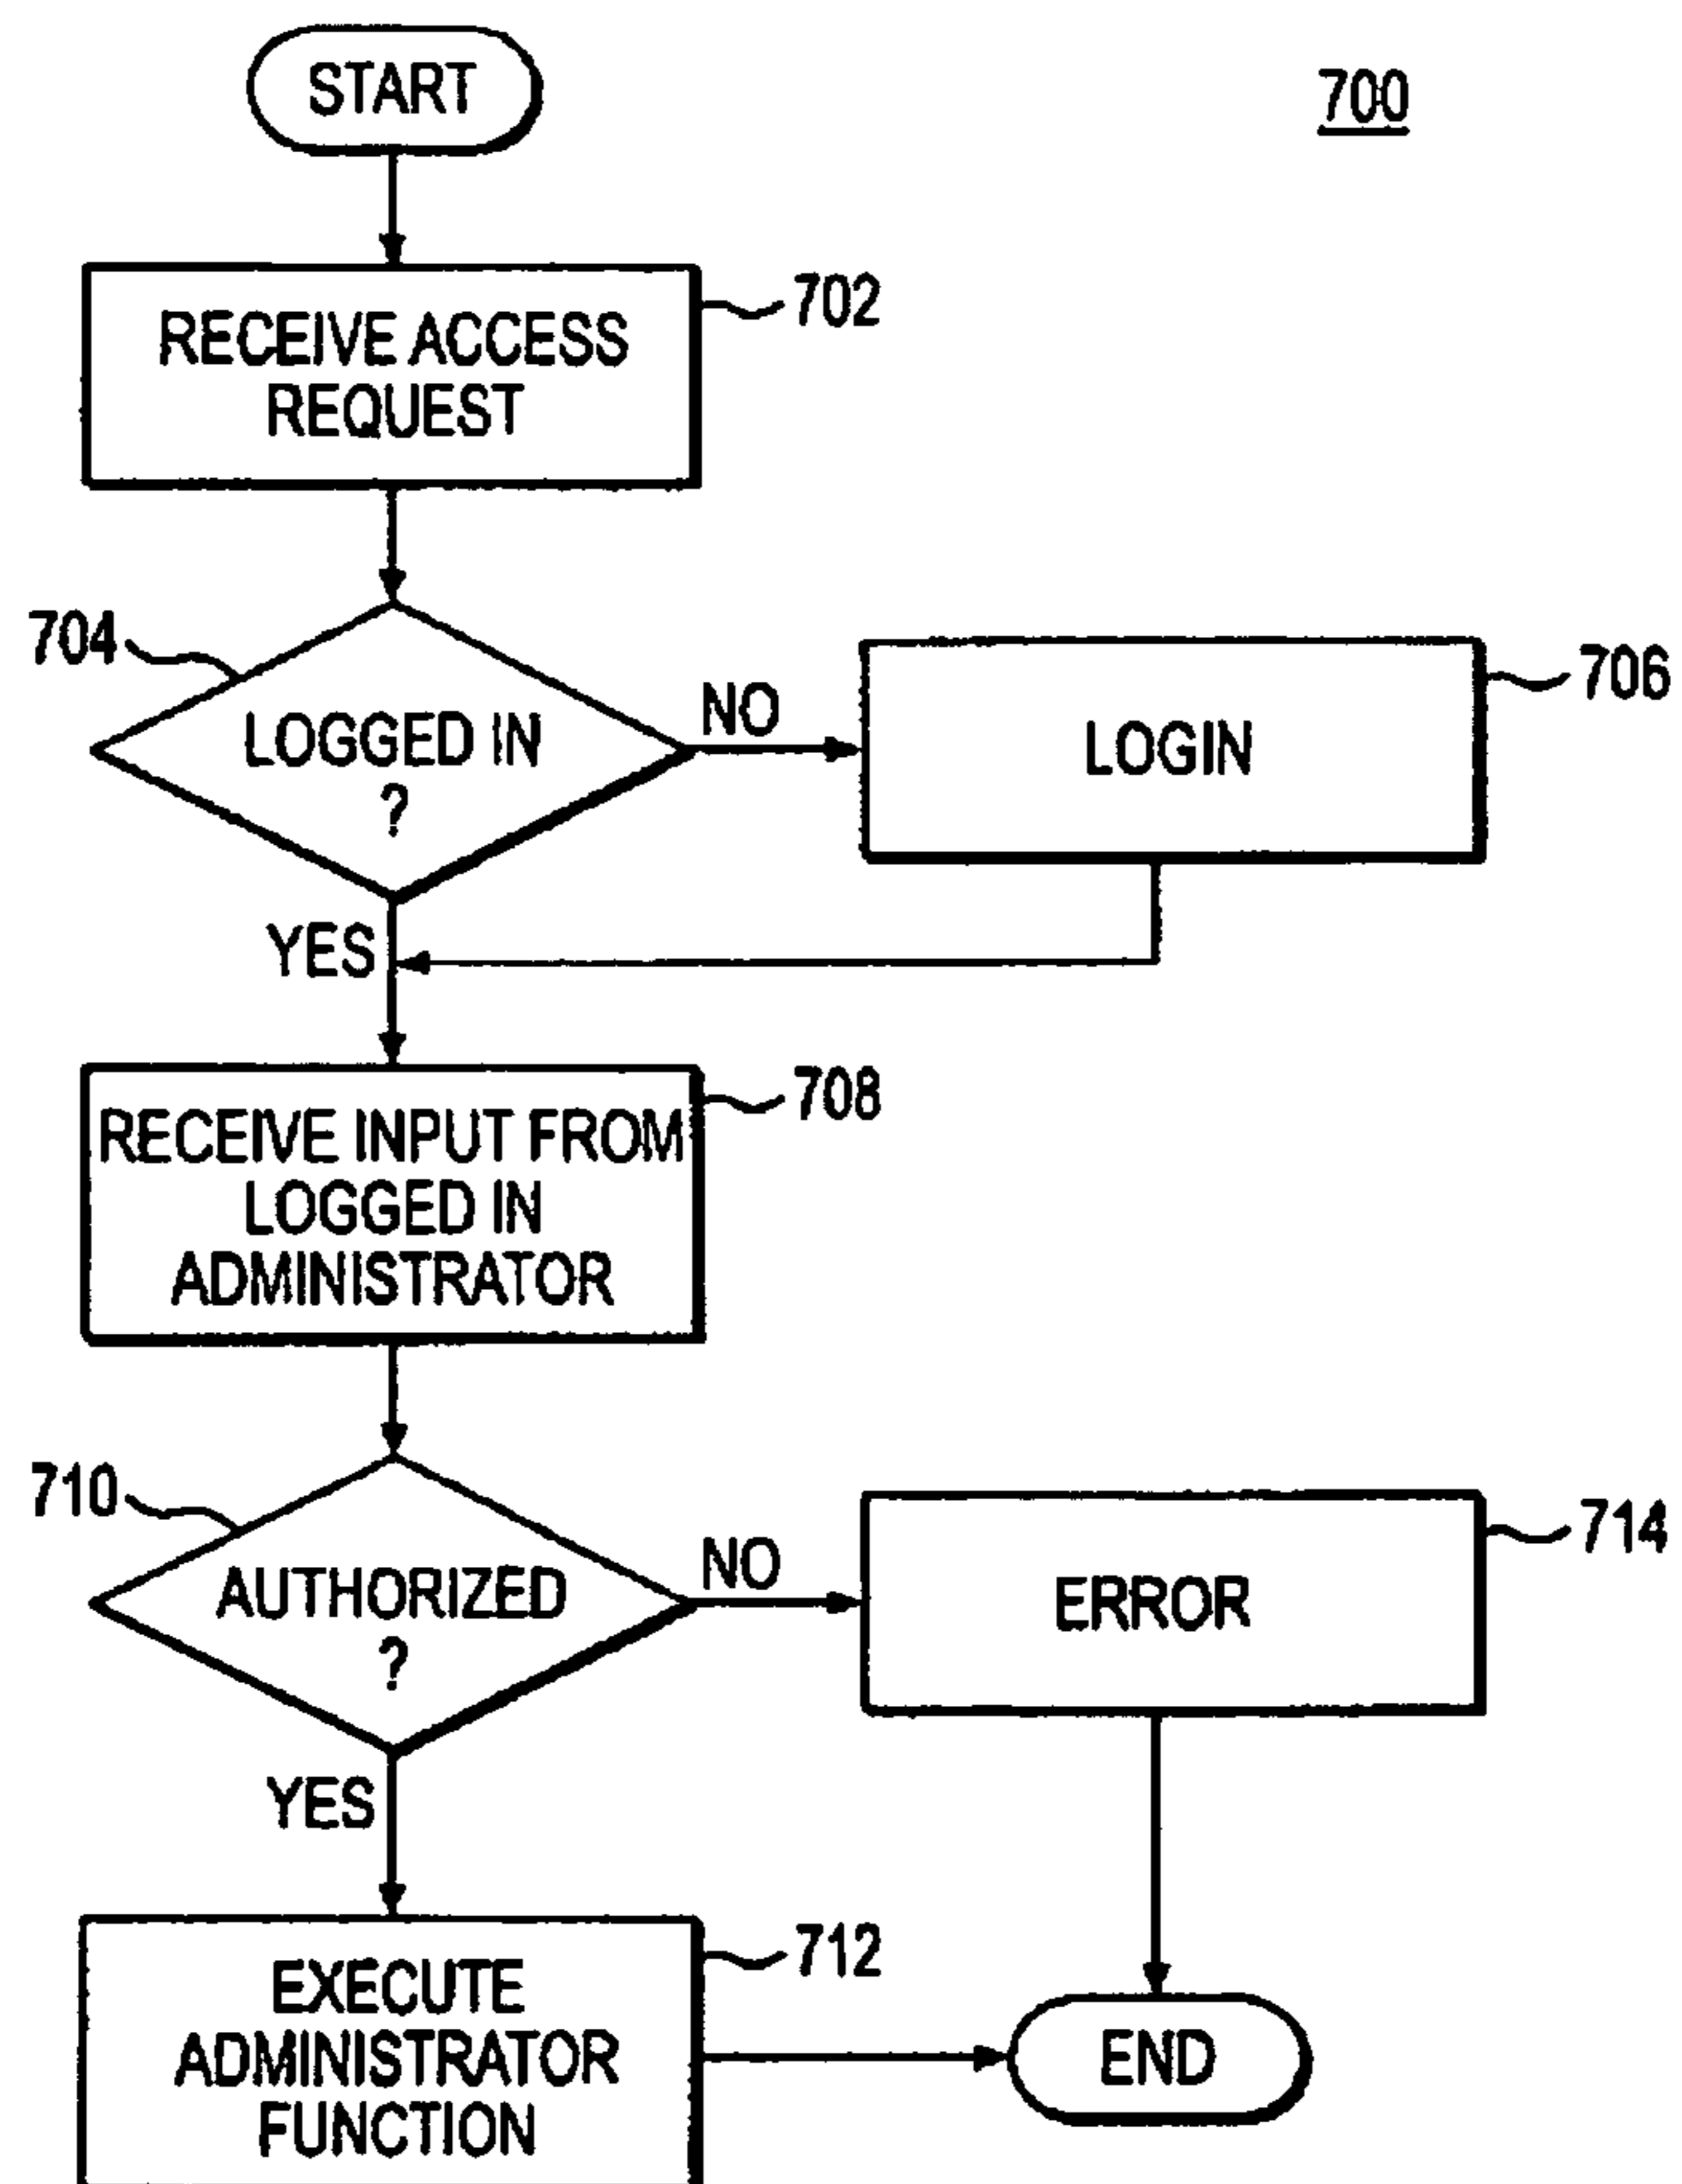 START
700
RECEIVE ACCESS
REQUEST
702
704
LOGGED IN
?
NO
LOGIN
706
YES
RECEIVE INPUT FROM
LOGGED IN
ADMINISTRATOR
708
710
AUTHORIZED
?
NO
ERROR
714
YES
EXECUTE
ADMINISTRATOR
FUNCTION
712
END